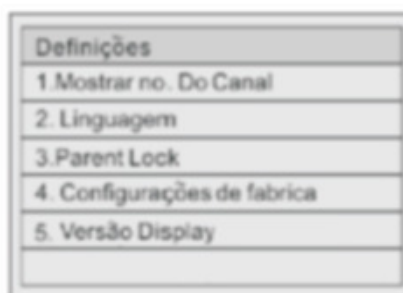 Definições
1.Mostrar no. Do Canal
2. Linguagem
3.Parent Lock
4. Configurações de fabrica
5. Versão Display